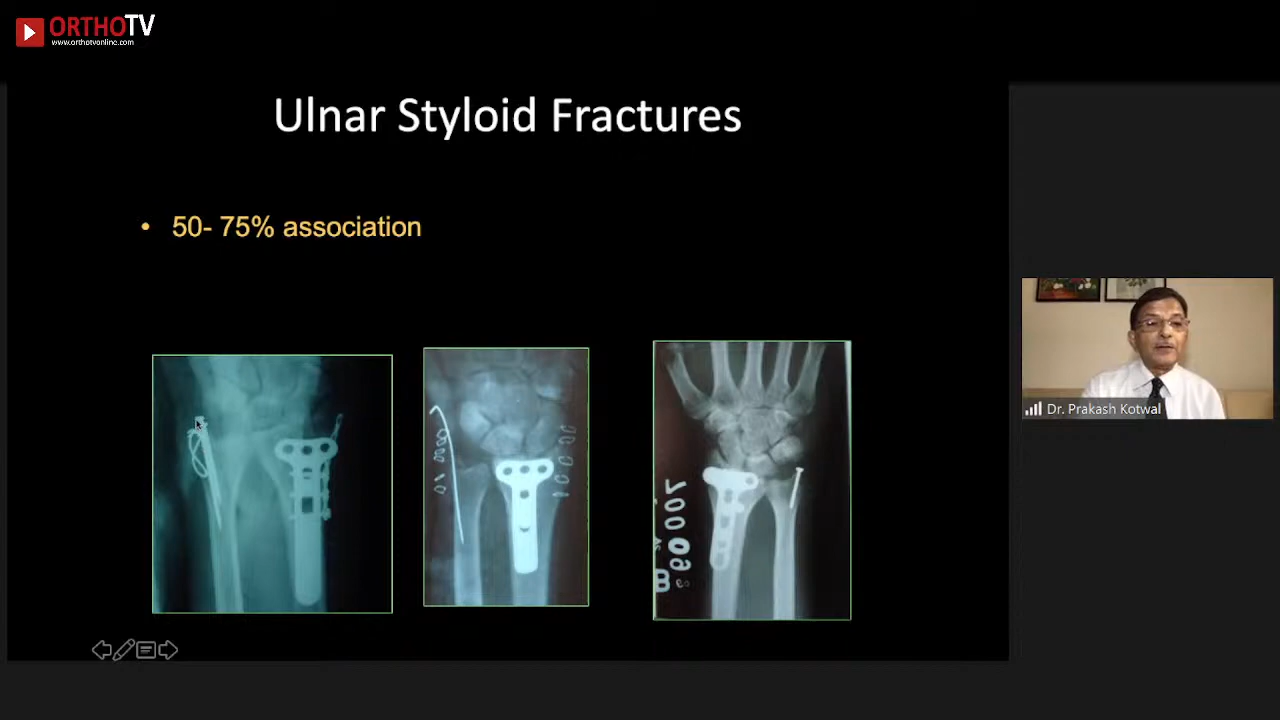 ORTHOTV
www.orthotvonline.com
Ulnar Styloid Fractures
• 50- 75% association
Dr. Prakash Kotwal